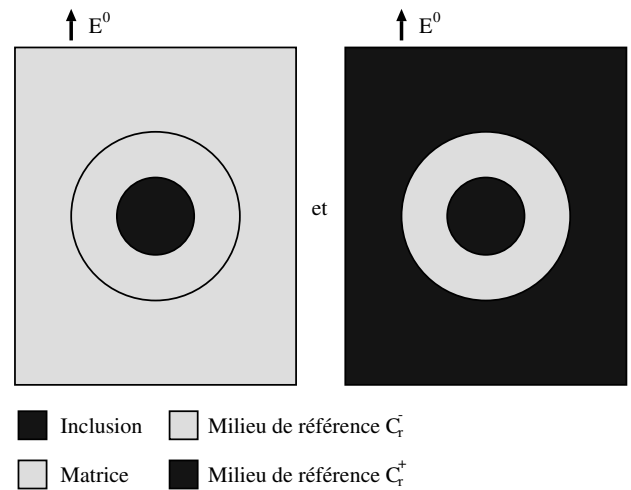 E⁰ E⁰
et
Inclusion Milieu de référence C_r^-
Matrice Milieu de référence C_r^+